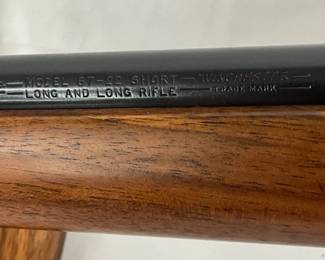 MODEL 67-22 SHORT -WINCHESTER-
LONG AND LONG RIFLE TRADE MARK